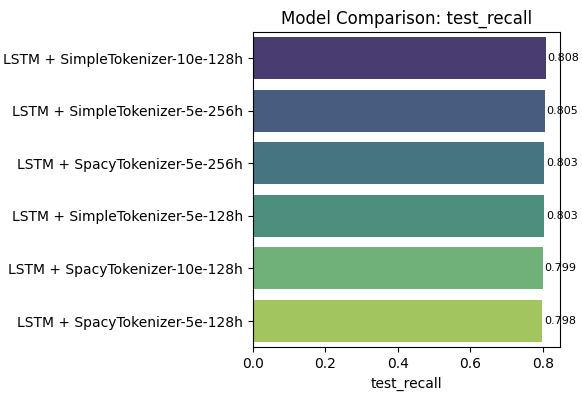 Model Comparison: test_recall
LSTM + SimpleTokenizer-10e-128h
0.808
LSTM + SimpleTokenizer-5e-256h
0.805
LSTM + SpacyTokenizer-5e-256h
0.803
LSTM + SimpleTokenizer-5e-128h
0.803
LSTM + SpacyTokenizer-10e-128h
0.799
LSTM + SpacyTokenizer-5e-128h
0.798
0.0 0.2 0.4 0.6 0.8
test_recall